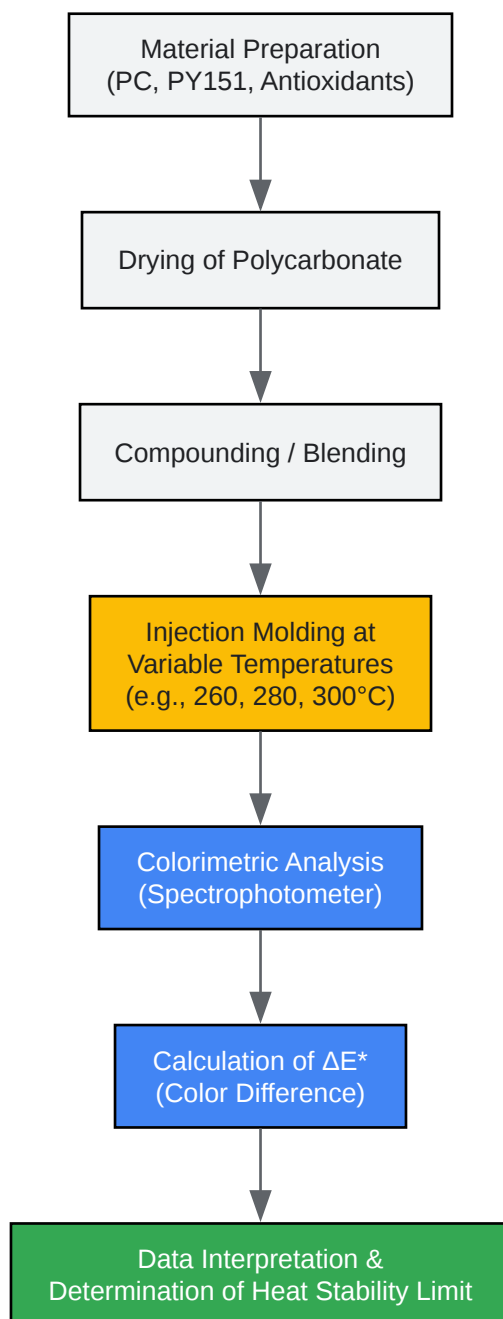 Material Preparation
(PC, PY151, Antioxidants)
Drying of Polycarbonate
Compounding / Blending
Injection Molding at
Variable Temperatures
(e.g., 260, 280, 300°C)
Colorimetric Analysis
(Spectrophotometer)
Calculation of ΔE*
(Color Difference)
Data Interpretation &
Determination of Heat Stability Limit